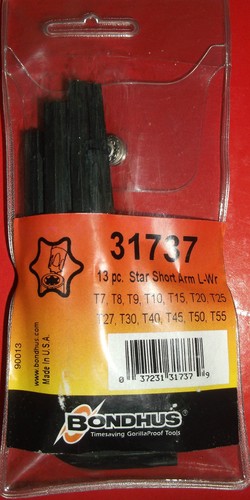 31737
13 pc. Star Short Arm L-Wr
T7, T8, T9, T10, T15, T20, T25
T27, T30, T40, T45, T50, T55
90013
www.bondhus.com
Made in U.S.A.
0 37231 31737 9
BONDHUS
Timesaving GorillaProof Tools